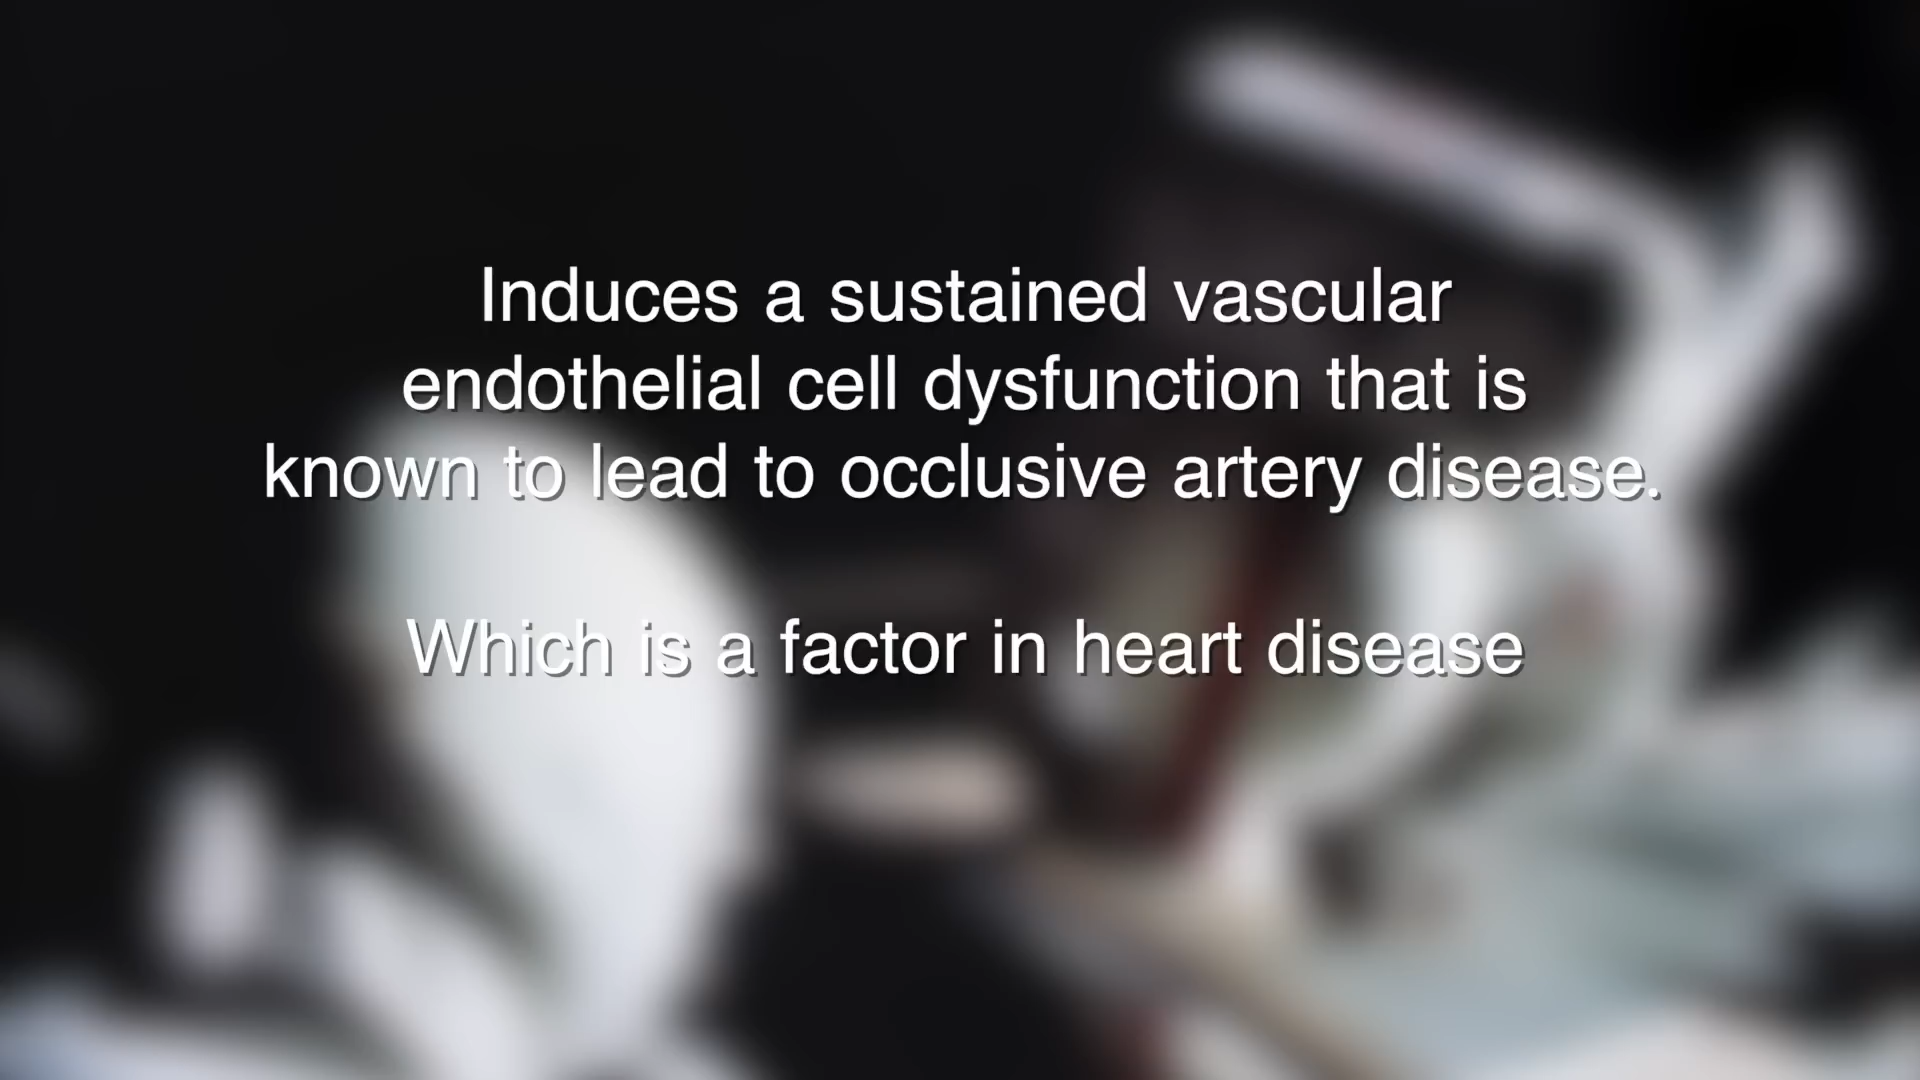 Induces a sustained vascular
endothelial cell dysfunction that is
known to lead to occlusive artery disease.
Which is a factor in heart disease